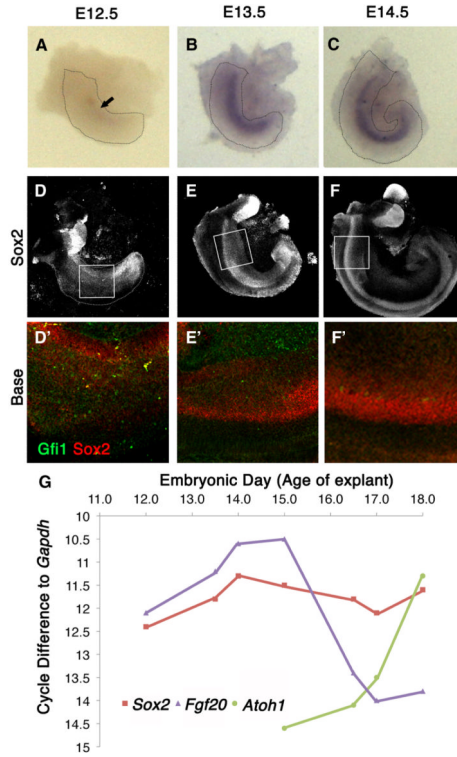 E12.5 E13.5 E14.5
A B C
Sox2
D E F
Base
D' E' F'
Gfi1 Sox2
G
Embryonic Day (Age of explant)
11.0 12.0 13.0 14.0 15.0 16.0 17.0 18.0
Cycle Difference to Gapdh
10
10.5
11
11.5
12
12.5
13
13.5
14
14.5
15
Sox2 Fgf20 Atoh1